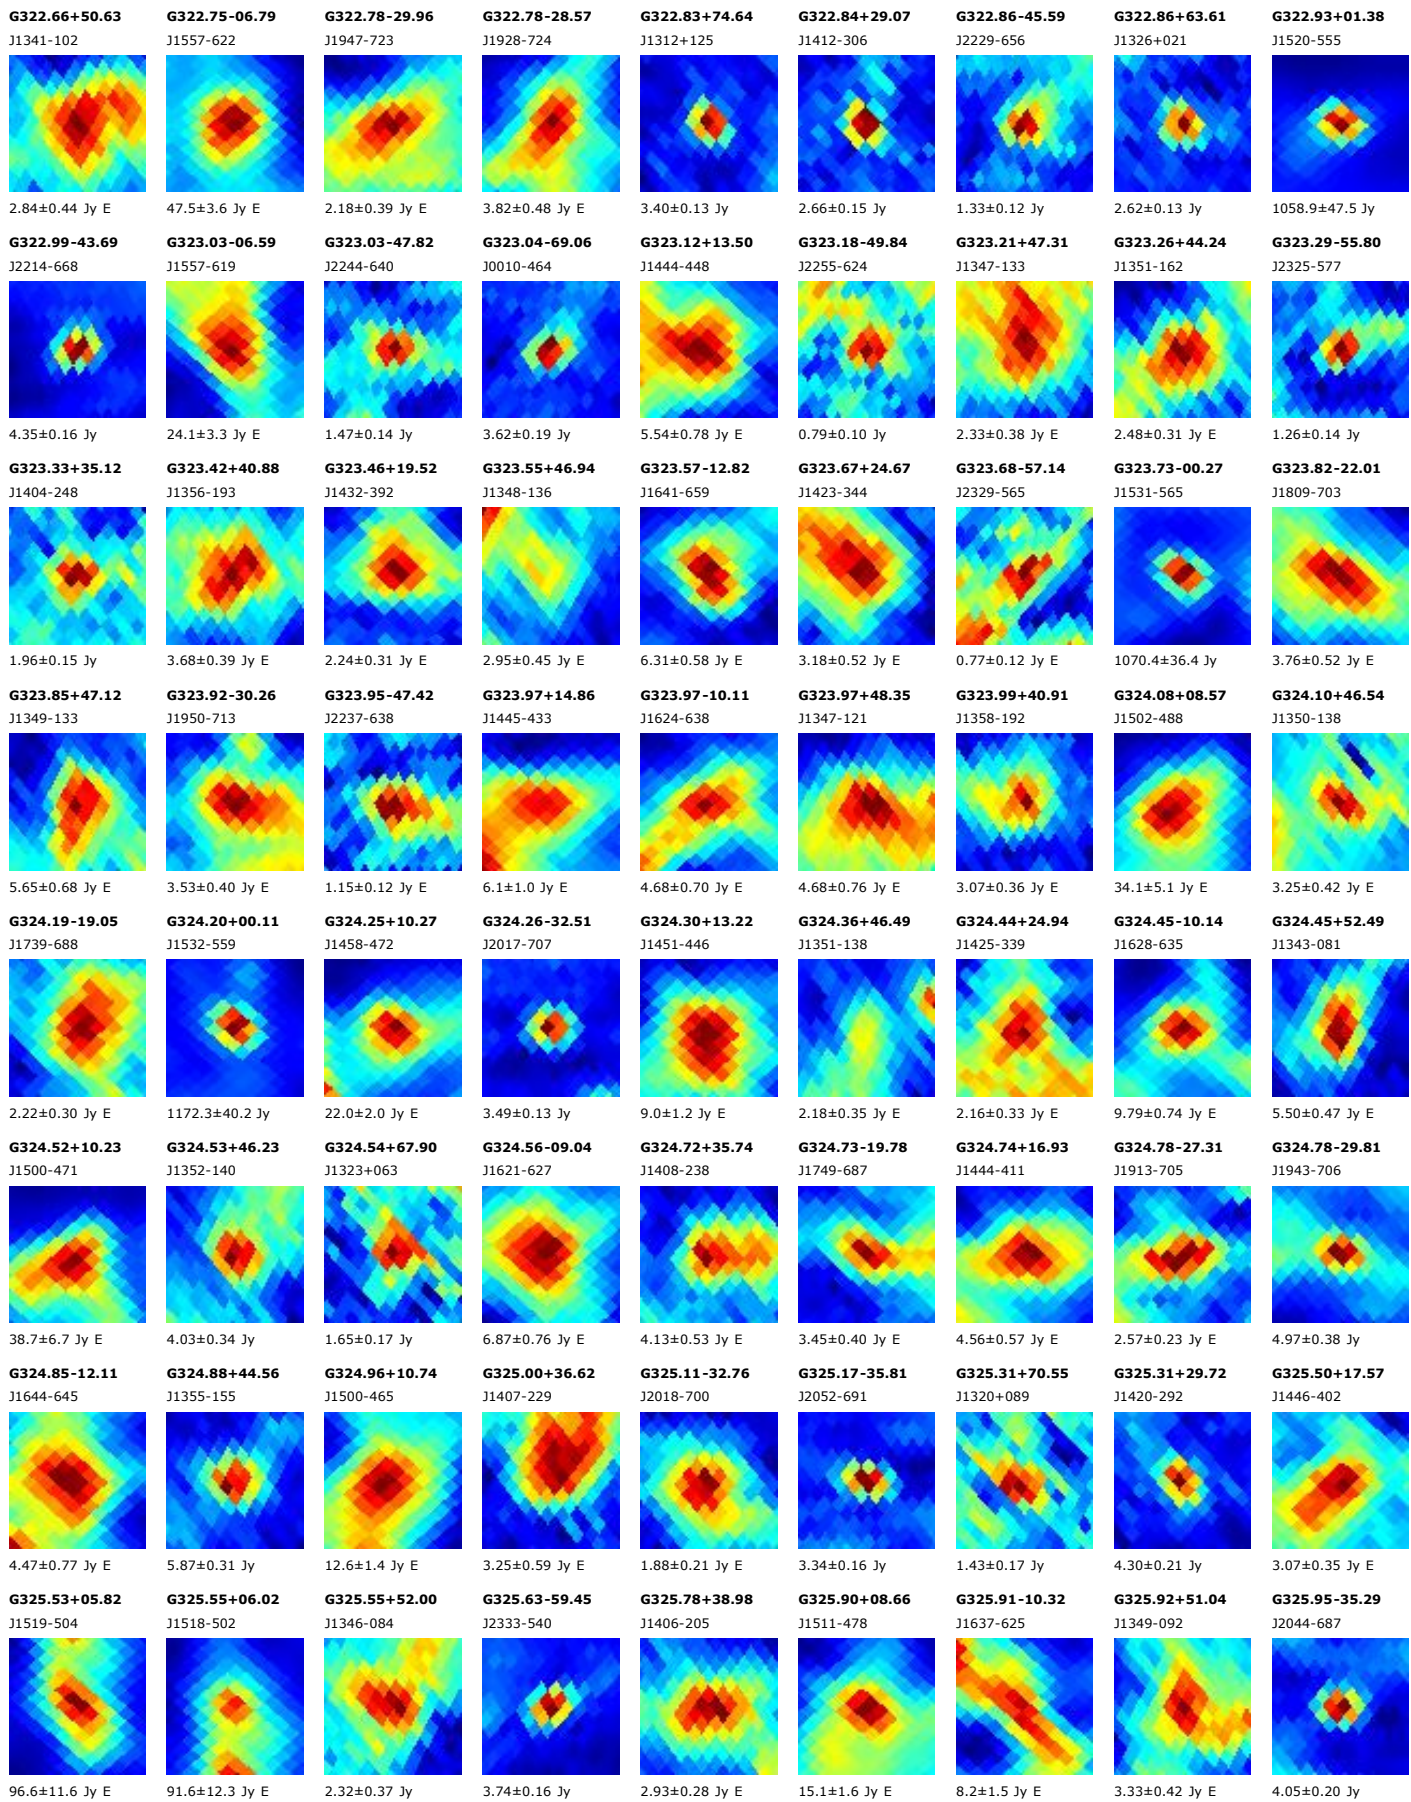 G322.66+50.63 G322.75-06.79 G322.78-29.96 G322.78-28.57 G322.83+74.64 G322.84+29.07 G322.86-45.59 G322.86+63.61 G322.93+01.38
J1341-102 J1557-622 J1947-723 J1928-724 J1312+125 J1412-306 J2229-656 J1326+021 J1520-555
2.84±0.44 Jy E 47.5±3.6 Jy E 2.18±0.39 Jy E 3.82±0.48 Jy E 3.40±0.13 Jy 2.66±0.15 Jy 1.33±0.12 Jy 2.62±0.13 Jy 1058.9±47.5 Jy
G322.99-43.69 G323.03-06.59 G323.03-47.82 G323.04-69.06 G323.12+13.50 G323.18-49.84 G323.21+47.31 G323.26+44.24 G323.29-55.80
J2214-668 J1557-619 J2244-640 J0010-464 J1444-448 J2255-624 J1347-133 J1351-162 J2325-577
4.35±0.16 Jy 24.1±3.3 Jy E 1.47±0.14 Jy 3.62±0.19 Jy 5.54±0.78 Jy E 0.79±0.10 Jy 2.33±0.38 Jy E 2.48±0.31 Jy E 1.26±0.14 Jy
G323.33+35.12 G323.42+40.88 G323.46+19.52 G323.55+46.94 G323.57-12.82 G323.67+24.67 G323.68-57.14 G323.73-00.27 G323.82-22.01
J1404-248 J1356-193 J1432-392 J1348-136 J1641-659 J1423-344 J2329-565 J1531-565 J1809-703
1.96±0.15 Jy 3.68±0.39 Jy E 2.24±0.31 Jy E 2.95±0.45 Jy E 6.31±0.58 Jy E 3.18±0.52 Jy E 0.77±0.12 Jy E 1070.4±36.4 Jy 3.76±0.52 Jy E
G323.85+47.12 G323.92-30.26 G323.95-47.42 G323.97+14.86 G323.97-10.11 G323.97+48.35 G323.99+40.91 G324.08+08.57 G324.10+46.54
J1349-133 J1950-713 J2237-638 J1445-433 J1624-638 J1347-121 J1358-192 J1502-488 J1350-138
5.65±0.68 Jy E 3.53±0.40 Jy E 1.15±0.12 Jy E 6.1±1.0 Jy E 4.68±0.70 Jy E 4.68±0.76 Jy E 3.07±0.36 Jy E 34.1±5.1 Jy E 3.25±0.42 Jy E
G324.19-19.05 G324.20+00.11 G324.25+10.27 G324.26-32.51 G324.30+13.22 G324.36+46.49 G324.44+24.94 G324.45-10.14 G324.45+52.49
J1739-688 J1532-559 J1458-472 J2017-707 J1451-446 J1351-138 J1425-339 J1628-635 J1343-081
2.22±0.30 Jy E 1172.3±40.2 Jy 22.0±2.0 Jy E 3.49±0.13 Jy 9.0±1.2 Jy E 2.18±0.35 Jy E 2.16±0.33 Jy E 9.79±0.74 Jy E 5.50±0.47 Jy E
G324.52+10.23 G324.53+46.23 G324.54+67.90 G324.56-09.04 G324.72+35.74 G324.73-19.78 G324.74+16.93 G324.78-27.31 G324.78-29.81
J1500-471 J1352-140 J1323+063 J1621-627 J1408-238 J1749-687 J1444-411 J1913-705 J1943-706
38.7±6.7 Jy E 4.03±0.34 Jy 1.65±0.17 Jy 6.87±0.76 Jy E 4.13±0.53 Jy E 3.45±0.40 Jy E 4.56±0.57 Jy E 2.57±0.23 Jy E 4.97±0.38 Jy
G324.85-12.11 G324.88+44.56 G324.96+10.74 G325.00+36.62 G325.11-32.76 G325.17-35.81 G325.31+70.55 G325.31+29.72 G325.50+17.57
J1644-645 J1355-155 J1500-465 J1407-229 J2018-700 J2052-691 J1320+089 J1420-292 J1446-402
4.47±0.77 Jy E 5.87±0.31 Jy 12.6±1.4 Jy E 3.25±0.59 Jy E 1.88±0.21 Jy E 3.34±0.16 Jy 1.43±0.17 Jy 4.30±0.21 Jy 3.07±0.35 Jy E
G325.53+05.82 G325.55+06.02 G325.55+52.00 G325.63-59.45 G325.78+38.98 G325.90+08.66 G325.91-10.32 G325.92+51.04 G325.95-35.29
J1519-504 J1518-502 J1346-084 J2333-540 J1406-205 J1511-478 J1637-625 J1349-092 J2044-687
96.6±11.6 Jy E 91.6±12.3 Jy E 2.32±0.37 Jy 3.74±0.16 Jy 2.93±0.28 Jy E 15.1±1.6 Jy E 8.2±1.5 Jy E 3.33±0.42 Jy E 4.05±0.20 Jy